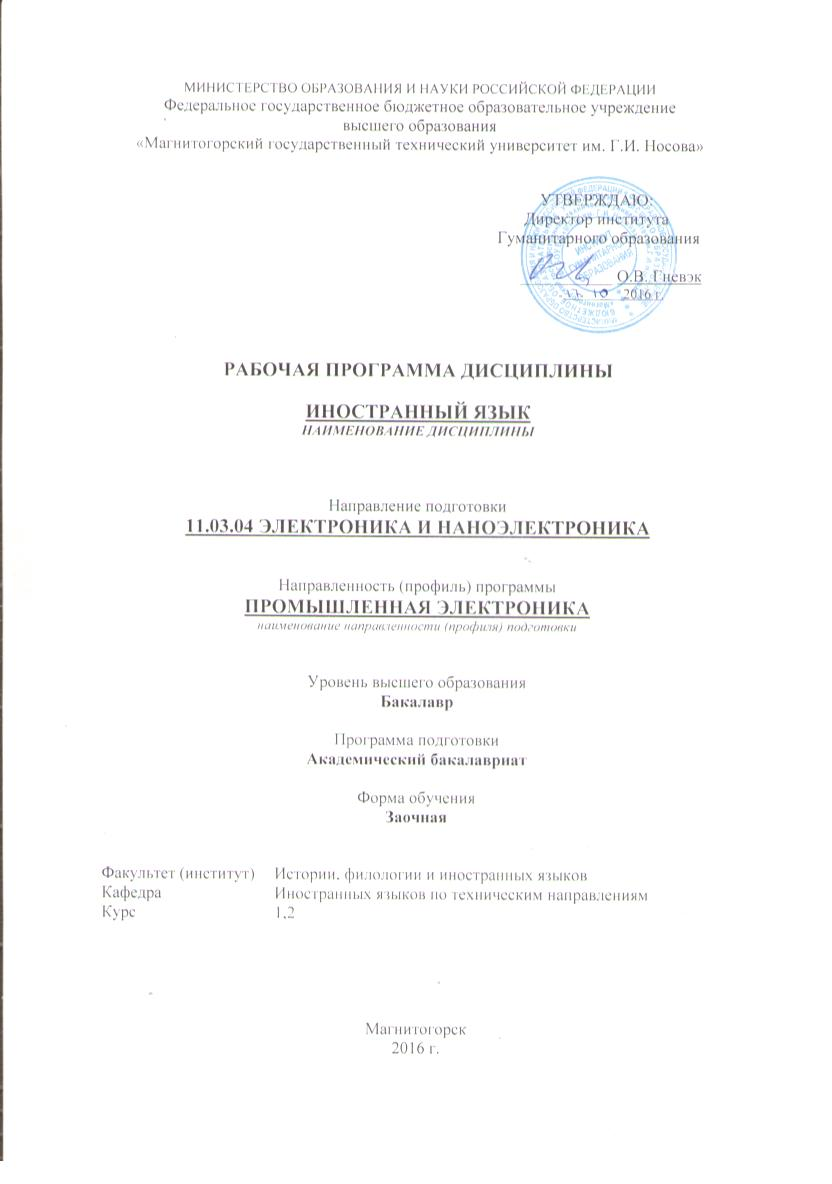 МИНИСТЕРСТВО ОБРАЗОВАНИЯ И НАУКИ РОССИЙСКОЙ ФЕДЕРАЦИИ
Федеральное государственное бюджетное образовательное учреждение
высшего образования
«Магнитогорский государственный технический университет им. Г.И. Носова»
УТВЕРЖДАЮ:
Директор института
Гуманитарного образования
ИНСТИТУТ
ГУМАНИТАРНОГО
ОБРАЗОВАНИЯ
О.В. Гневэк
10 2016 г.
РАБОЧАЯ ПРОГРАММА ДИСЦИПЛИНЫ
ИНОСТРАННЫЙ ЯЗЫК
НАИМЕНОВАНИЕ ДИСЦИПЛИНЫ
Направление подготовки
11.03.04 ЭЛЕКТРОНИКА И НАНОЭЛЕКТРОНИКА
Направленность (профиль) программы
ПРОМЫШЛЕННАЯ ЭЛЕКТРОНИКА
наименование направленности (профиля) подготовки
Уровень высшего образования
Бакалавр
Программа подготовки
Академический бакалавриат
Форма обучения
Заочная
Факультет (институт) Истории, филологии и иностранных языков
Кафедра Иностранных языков по техническим направлениям
Курс 1,2
Магнитогорск
2016 г.